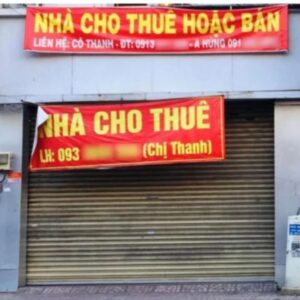 NHÀ CHO THUÊ HOẶC BÁN
LIÊN HỆ: CÔ THANH - ĐT: 0913 - A HÙNG 091
NHÀ CHO THUÊ
LH: 093 (Chị Thanh)